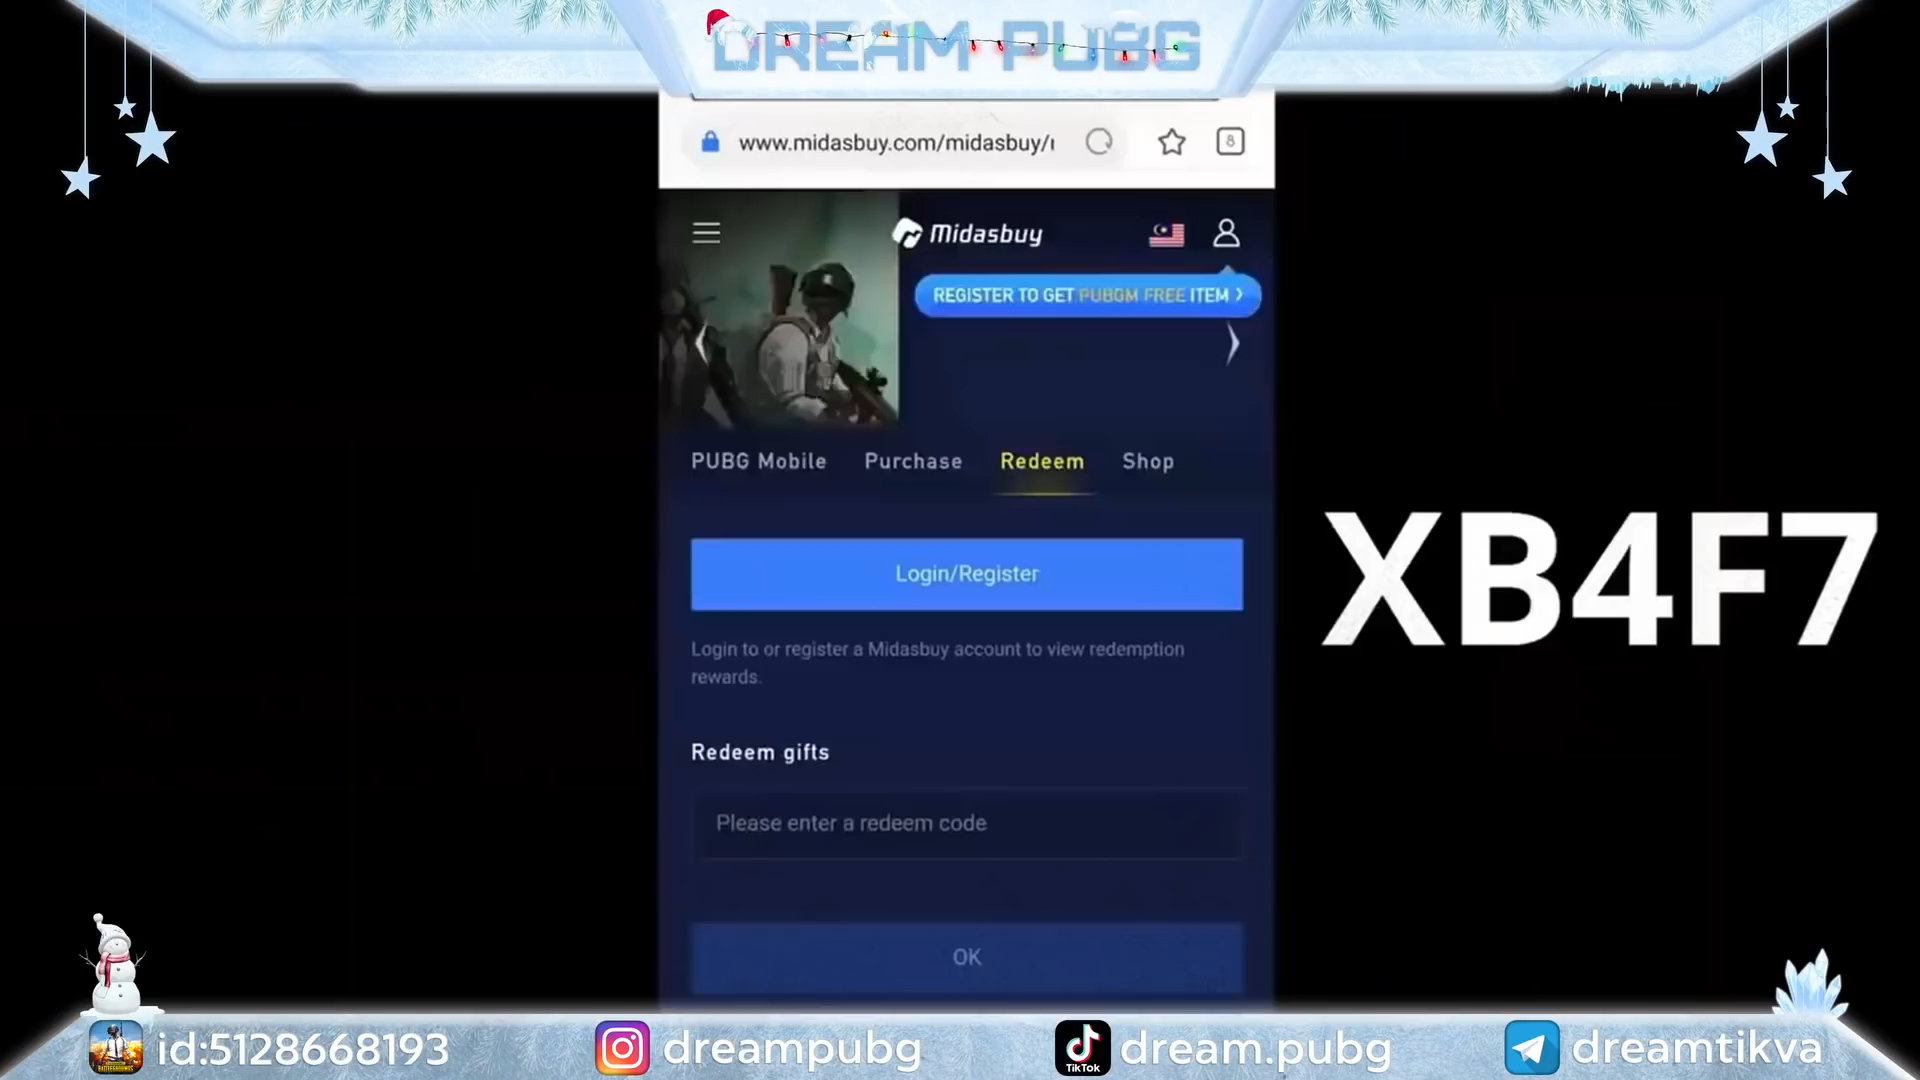 DREAM PUBG
www.midasbuy.com/midasbuy/
8
Midasbuy
REGISTER TO GET PUBGM FREE ITEM >
PUBG Mobile Purchase Redeem Shop
Login/Register
Login to or register a Midasbuy account to view redemption
rewards.
Redeem gifts
Please enter a redeem code
OK
XB4F7
id:5128668193
dreampubg
TikTok
dream.pubg
dreamtikva